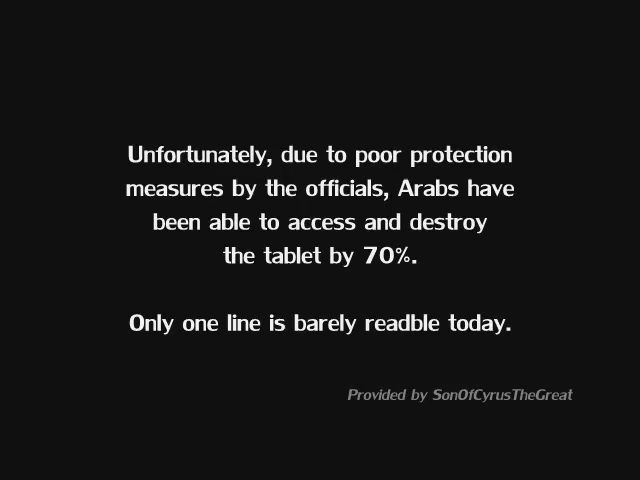 Unfortunately, due to poor protection
measures by the officials, Arabs have
been able to access and destroy
the tablet by 70%.
Only one line is barely readble today.
Provided by SonOfCyrusTheGreat